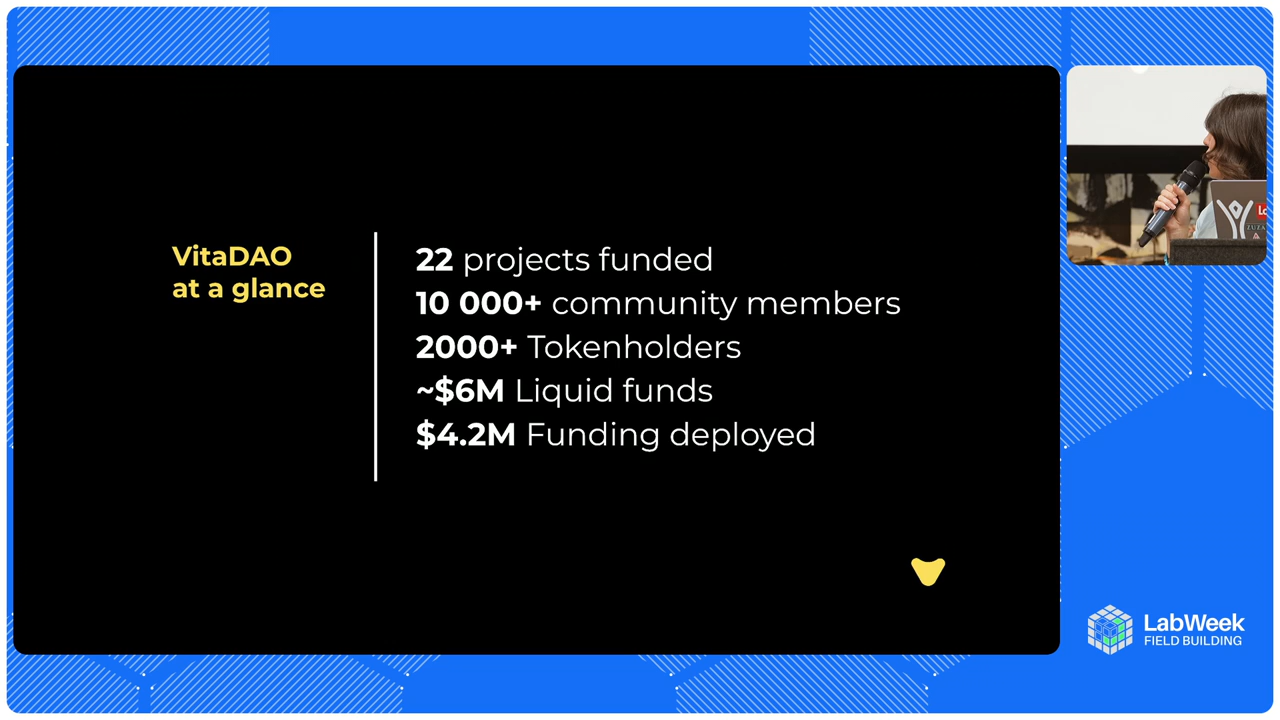 VitaDAO
at a glance
22 projects funded
10 000+ community members
2000+ Tokenholders
~$6M Liquid funds
$4.2M Funding deployed
LabWeek
FIELD BUILDING